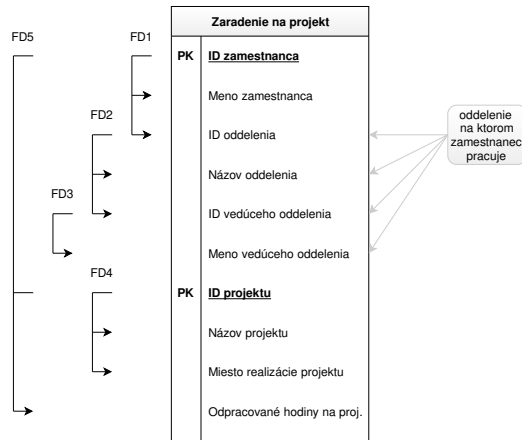 Zaradenie na projekt
FD5
FD1
PK ID zamestnanca
Meno zamestnanca
FD2
ID oddelenia
oddelenie
na ktorom
zamestnanec
pracuje
Názov oddelenia
FD3
ID vedúceho oddelenia
Meno vedúceho oddelenia
FD4
PK ID projektu
Názov projektu
Miesto realizácie projektu
Odpracované hodiny na proj.